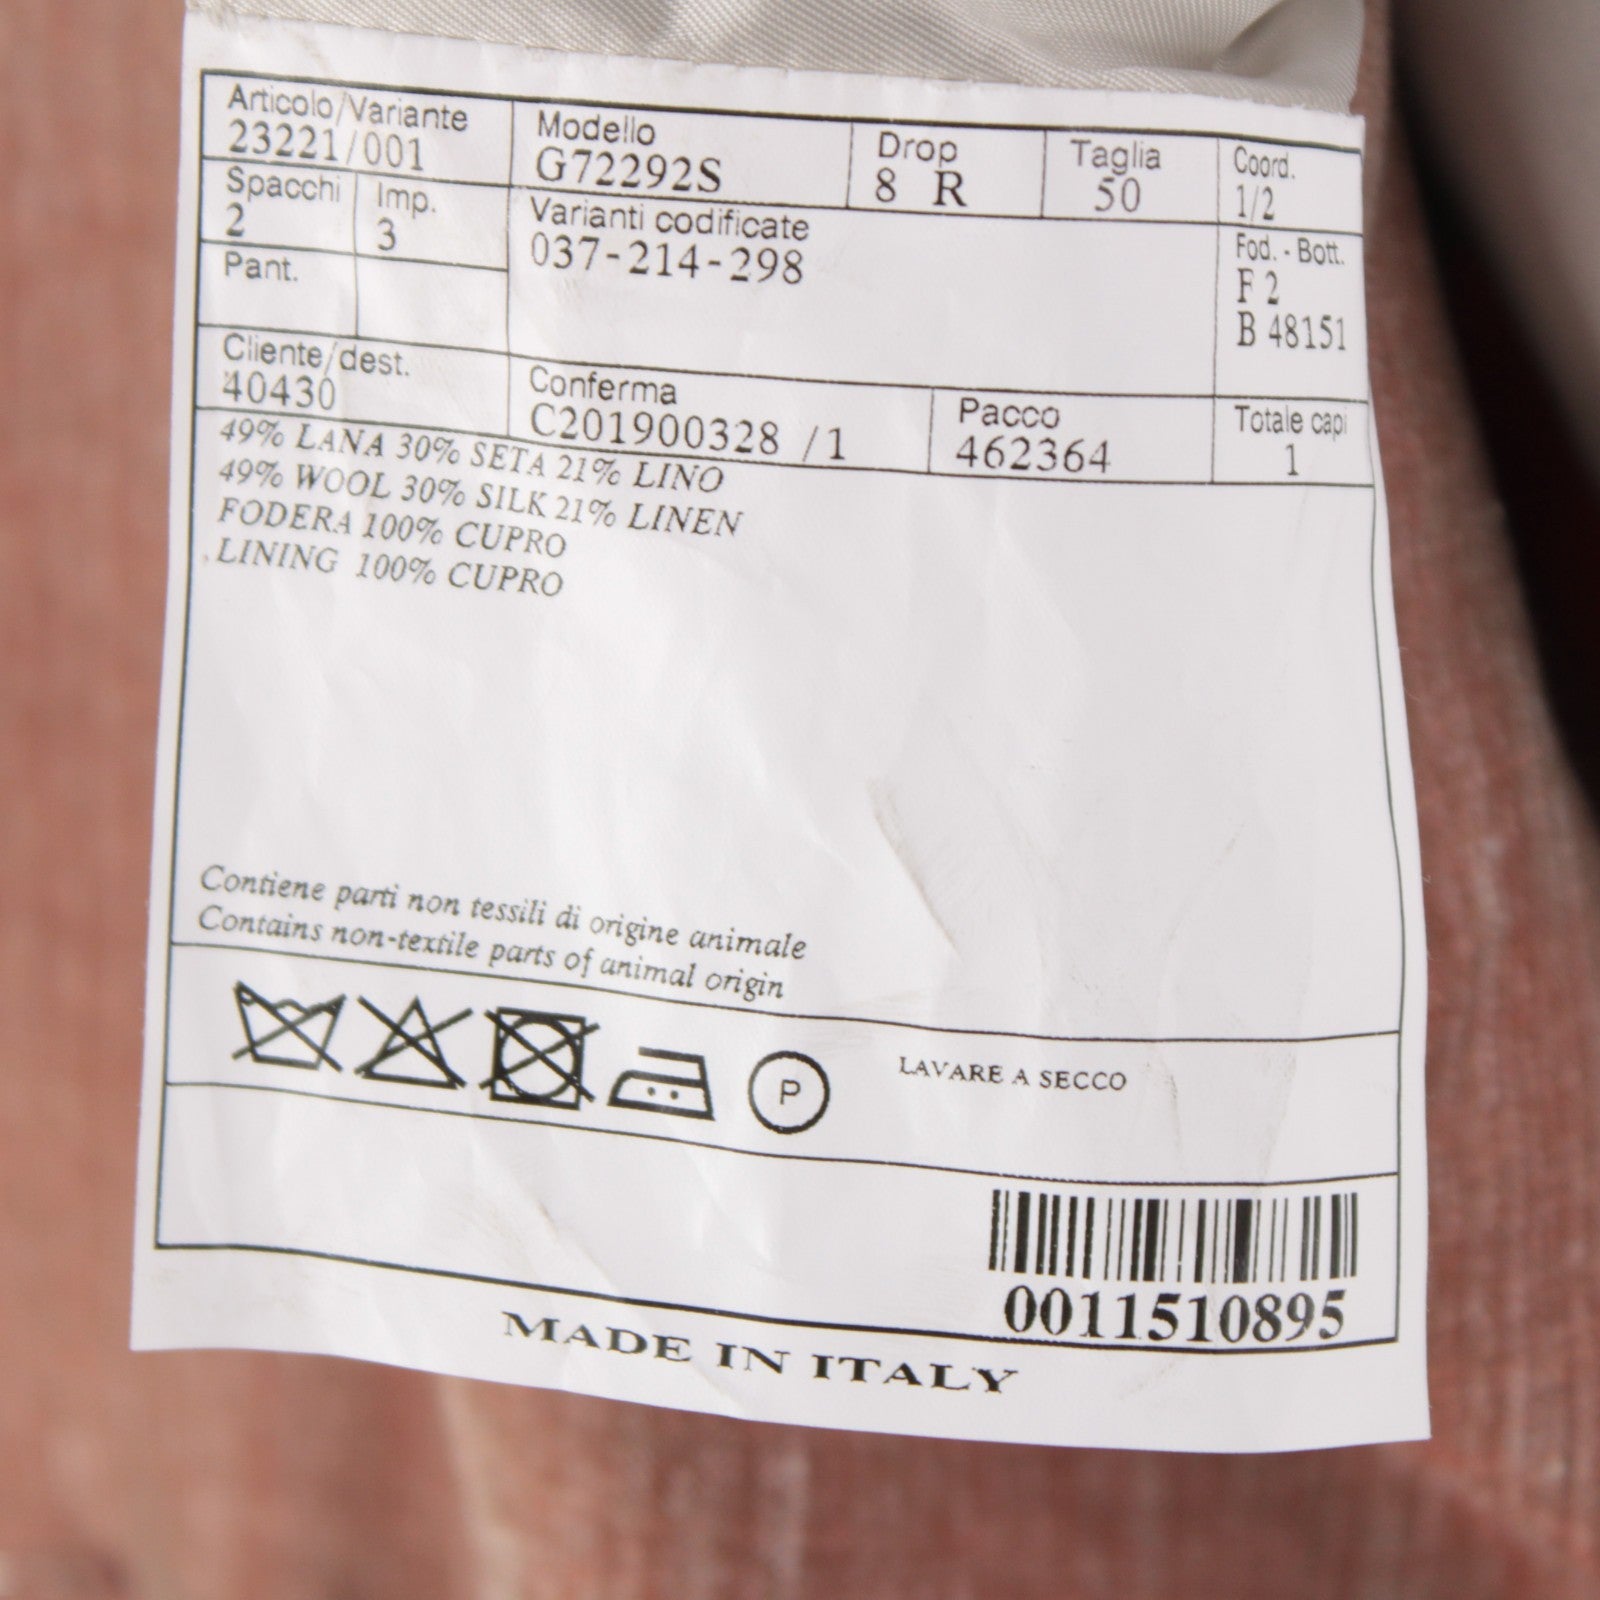 Articolo/Variante
23221/001
Modello
G72292S
Drop
8 R
Taglia
50
Coord.
1/2
Spacchi
2
Imp.
3
Varianti codificate
037-214-298
Fod. - Bott.
F 2
B 48151
Pant.
Cliente/dest.
40430
Conferma
C201900328 /1
Pacco
462364
Totale capi
1
49% LANA 30% SETA 21% LINO
49% WOOL 30% SILK 21% LINEN
FODERA 100% CUPRO
LINING 100% CUPRO
Contiene parti non tessili di origine animale
Contains non-textile parts of animal origin
P
LAVARE A SECCO
0011510895
MADE IN ITALY